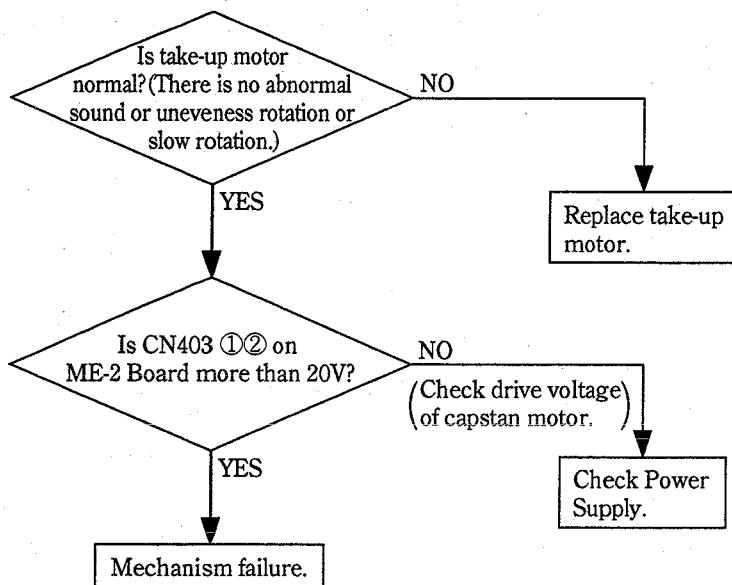 Is take-up motor
normal?(There is no abnormal
sound or uneveness rotation or
slow rotation.)
NO
YES
Replace take-up
motor.
Is CN403 ①② on
ME-2 Board more than 20V?
NO
(Check drive voltage
of capstan motor.)
YES
Check Power
Supply.
Mechanism failure.